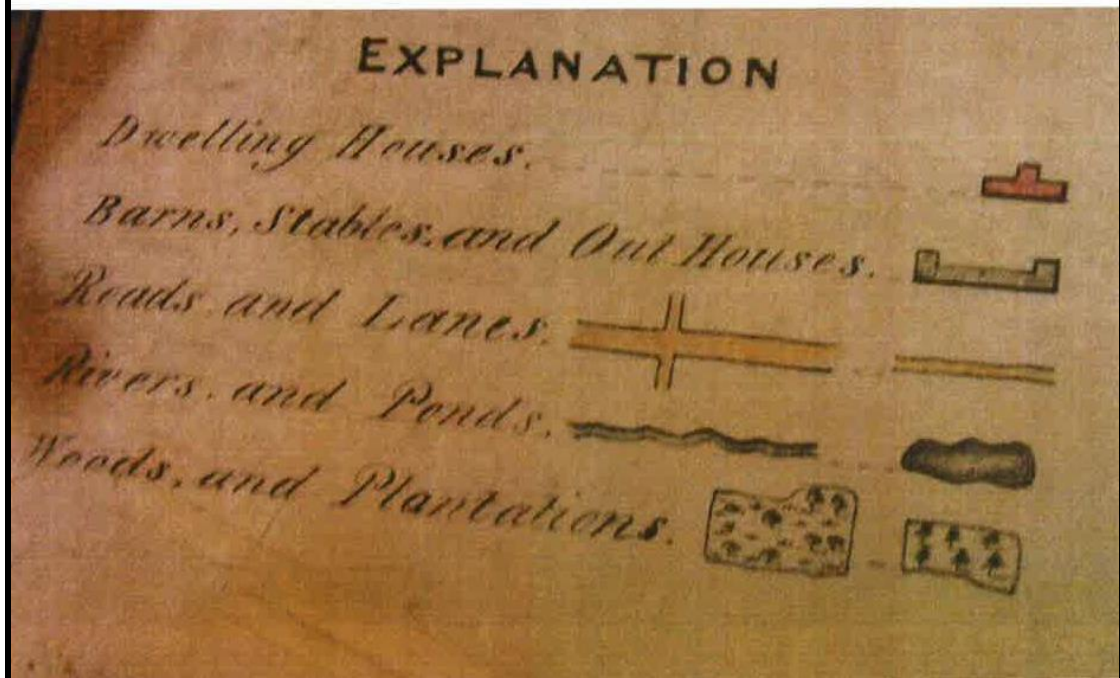 EXPLANATION
Dwelling Houses.
Barns, Stables, and Out Houses.
Roads, and Lanes.
Rivers, and Ponds.
Woods, and Plantations.